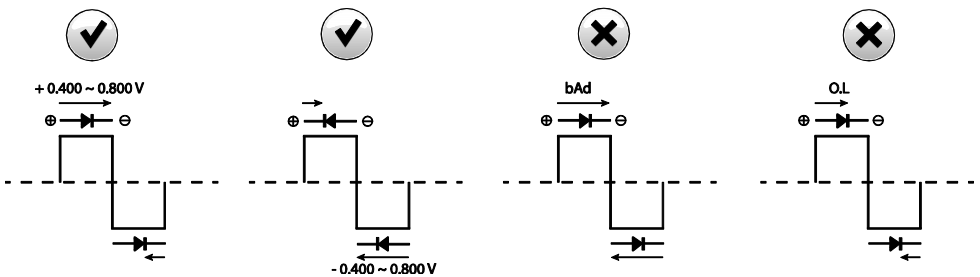 + 0.400 ~ 0.800 V
bAd
O.L
⊕ ⊖
⊕ ⊖
⊕ ⊖
⊕ ⊖
- 0.400 ~ 0.800 V